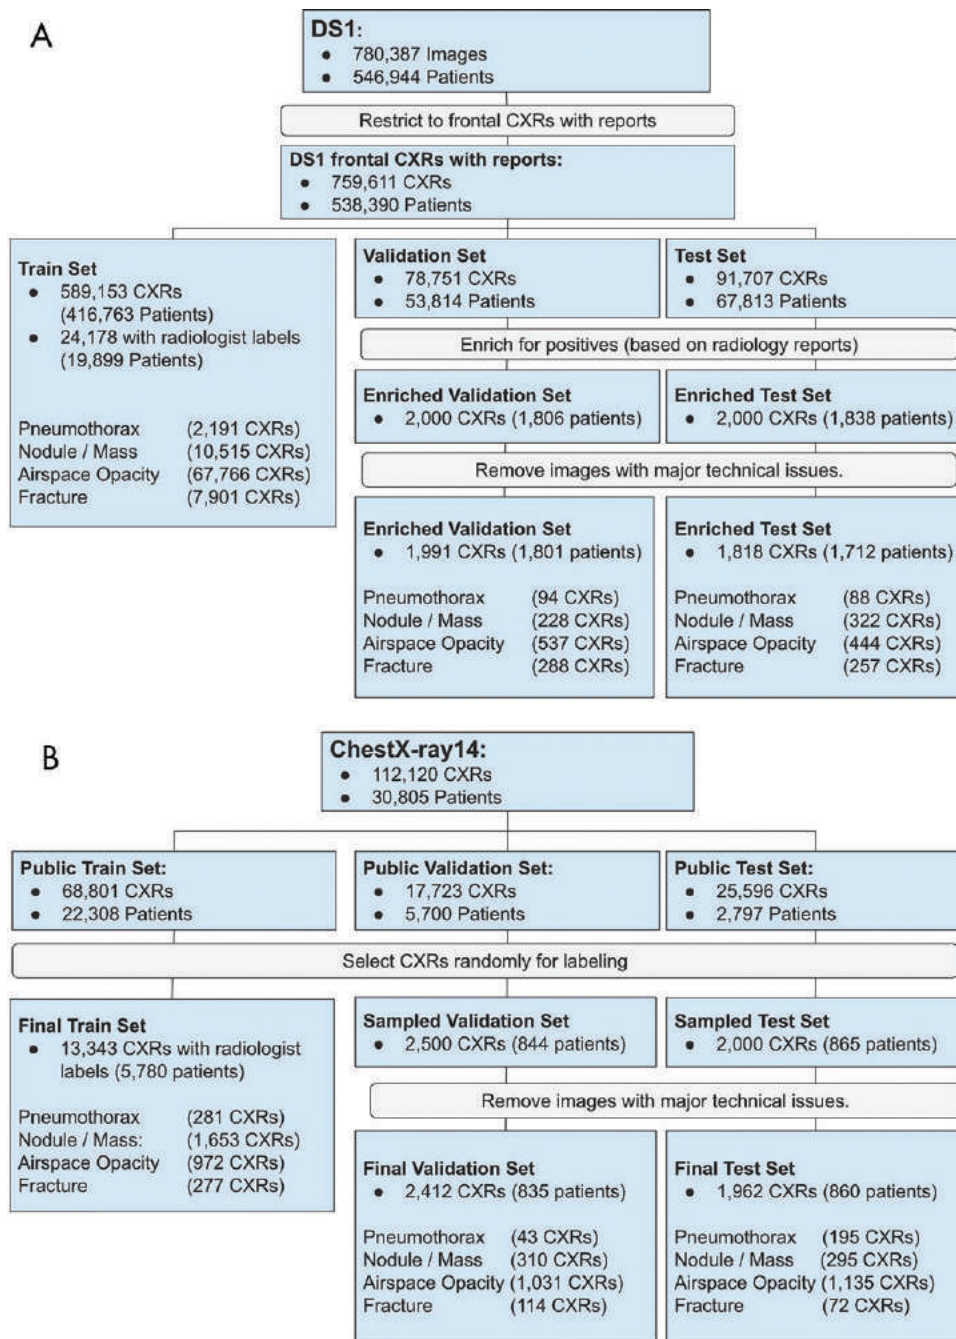 A
DS1:
● 780,387 Images
● 546,944 Patients
Restrict to frontal CXRs with reports
DS1 frontal CXRs with reports:
● 759,611 CXRs
● 538,390 Patients
Train Set
● 589,153 CXRs
(416,763 Patients)
● 24,178 with radiologist labels
(19,899 Patients)
Pneumothorax (2,191 CXRs)
Nodule / Mass (10,515 CXRs)
Airspace Opacity (67,766 CXRs)
Fracture (7,901 CXRs)
Validation Set
● 78,751 CXRs
● 53,814 Patients
Test Set
● 91,707 CXRs
● 67,813 Patients
Enrich for positives (based on radiology reports)
Enriched Validation Set
● 2,000 CXRs (1,806 patients)
Enriched Test Set
● 2,000 CXRs (1,838 patients)
Remove images with major technical issues.
Enriched Validation Set
● 1,991 CXRs (1,801 patients)
Pneumothorax (94 CXRs)
Nodule / Mass (228 CXRs)
Airspace Opacity (537 CXRs)
Fracture (288 CXRs)
Enriched Test Set
● 1,818 CXRs (1,712 patients)
Pneumothorax (88 CXRs)
Nodule / Mass (322 CXRs)
Airspace Opacity (444 CXRs)
Fracture (257 CXRs)
B
ChestX-ray14:
● 112,120 CXRs
● 30,805 Patients
Public Train Set:
● 68,801 CXRs
● 22,308 Patients
Public Validation Set:
● 17,723 CXRs
● 5,700 Patients
Public Test Set:
● 25,596 CXRs
● 2,797 Patients
Select CXRs randomly for labeling
Final Train Set
● 13,343 CXRs with radiologist
labels (5,780 patients)
Pneumothorax (281 CXRs)
Nodule / Mass: (1,653 CXRs)
Airspace Opacity (972 CXRs)
Fracture (277 CXRs)
Sampled Validation Set
● 2,500 CXRs (844 patients)
Sampled Test Set
● 2,000 CXRs (865 patients)
Remove images with major technical issues.
Final Validation Set
● 2,412 CXRs (835 patients)
Pneumothorax (43 CXRs)
Nodule / Mass (310 CXRs)
Airspace Opacity (1,031 CXRs)
Fracture (114 CXRs)
Final Test Set
● 1,962 CXRs (860 patients)
Pneumothorax (195 CXRs)
Nodule / Mass (295 CXRs)
Airspace Opacity (1,135 CXRs)
Fracture (72 CXRs)